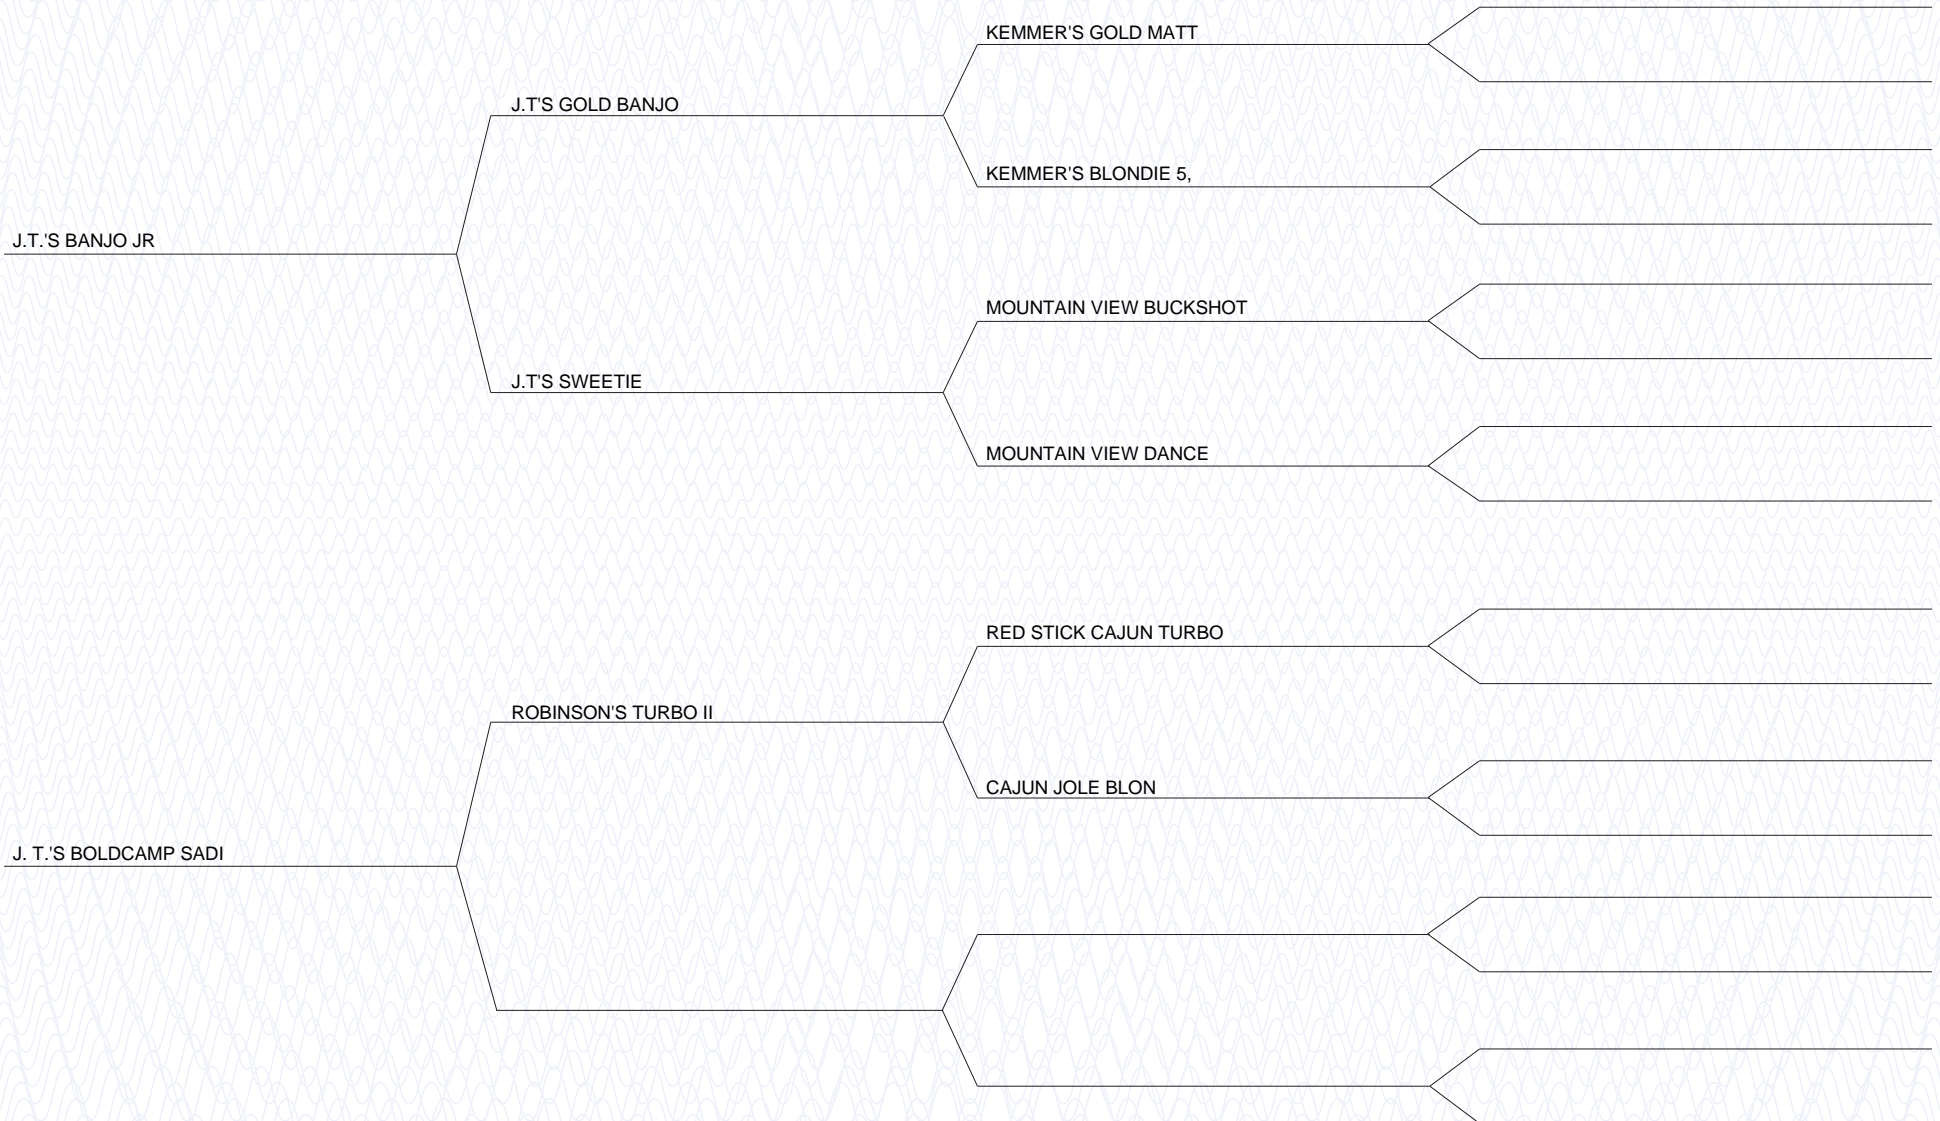 KEMMER'S GOLD MATT
J.T'S GOLD BANJO
KEMMER'S BLONDIE 5,
J.T.'S BANJO JR
MOUNTAIN VIEW BUCKSHOT
J.T'S SWEETIE
MOUNTAIN VIEW DANCE
RED STICK CAJUN TURBO
ROBINSON'S TURBO II
CAJUN JOLE BLON
J. T.'S BOLDCAMP SADI